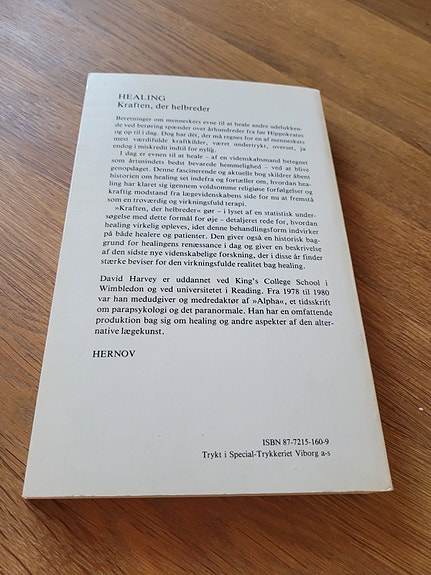 HEALING
Kraften, der helbreder
Beretninger om menneskers evne til at heale andre udelukken-
de ved berøring spænder over århundreder fra før Hippokrates
og op til i dag. Dog har dét, der må regnes for en af menneskets
mest værdifulde kraftkilder, været undertrykt, overset, ja
endog i miskredit indtil for nylig.
I dag er evnen til at heale – af en videnskabsmand betegnet
som årtusindets bedst bevarede hemmelighed – ved at blive
genopdaget. Denne fascinerende og aktuelle bog skildrer åbent
historien om healing set indefra og fortæller om, hvordan hea-
ling har klaret sig igennem voldsomme religiøse forfølgelser og
kraftig modstand fra lægevidenskabens side for nu at fremstå
som en troværdig og virkningsfuld terapi.
»Kraften, der helbreder« gør – i lyset af en statistisk under-
søgelse med dette formål for øje – detaljeret rede for, hvordan
healing virkelig opleves, idet denne behandlingsform indvirker
på både healere og patienter. Den giver også en historisk bag-
grund for healingens renæssance i dag og giver en beskrivelse
af den sidste nye videnskabelige forskning, der i disse år finder
stærke beviser for den virkningsfulde realitet bag healing.
David Harvey er uddannet ved King's College School i
Wimbledon og ved universitetet i Reading. Fra 1978 til 1980
var han medudgiver og medredaktør af »Alpha«, et tidsskrift
om parapsykologi og det paranormale. Han har en omfattende
produktion bag sig om healing og andre aspekter af den alter-
native lægekunst.
HERNOV
ISBN 87-7215-160-9
Trykt i Special-Trykkeriet Viborg a-s